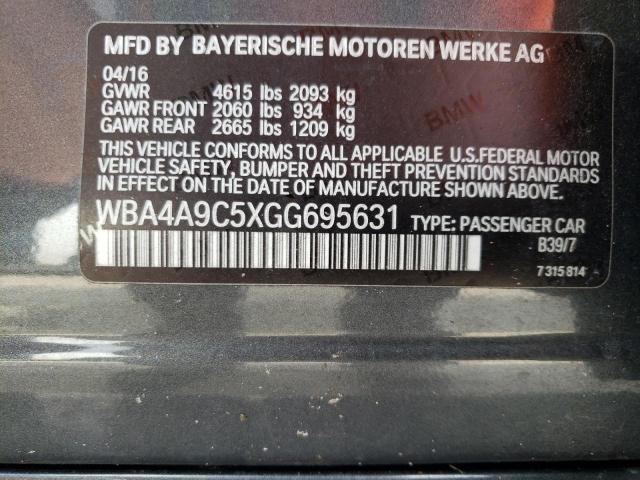 MFD BY BAYERISCHE MOTOREN WERKE AG
04/16
GVWR 4615 lbs 2093 kg
GAWR FRONT 2060 lbs 934 kg
GAWR REAR 2665 lbs 1209 kg
THIS VEHICLE CONFORMS TO ALL APPLICABLE U.S.FEDERAL MOTOR
VEHICLE SAFETY, BUMPER AND THEFT PREVENTION STANDARDS
IN EFFECT ON THE DATE OF MANUFACTURE SHOWN ABOVE.
WBA4A9C5XGG695631 TYPE: PASSENGER CAR
B39/7
7 315 814